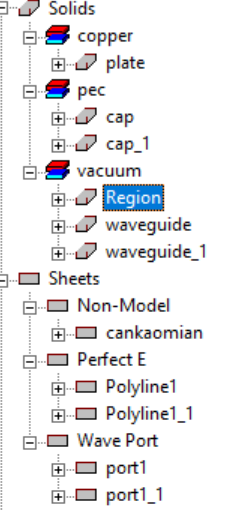 Solids
copper
plate
pec
cap
cap_1
vacuum
Region
waveguide
waveguide_1
Sheets
Non-Model
cankaomian
Perfect E
Polyline1
Polyline1_1
Wave Port
port1
port1_1